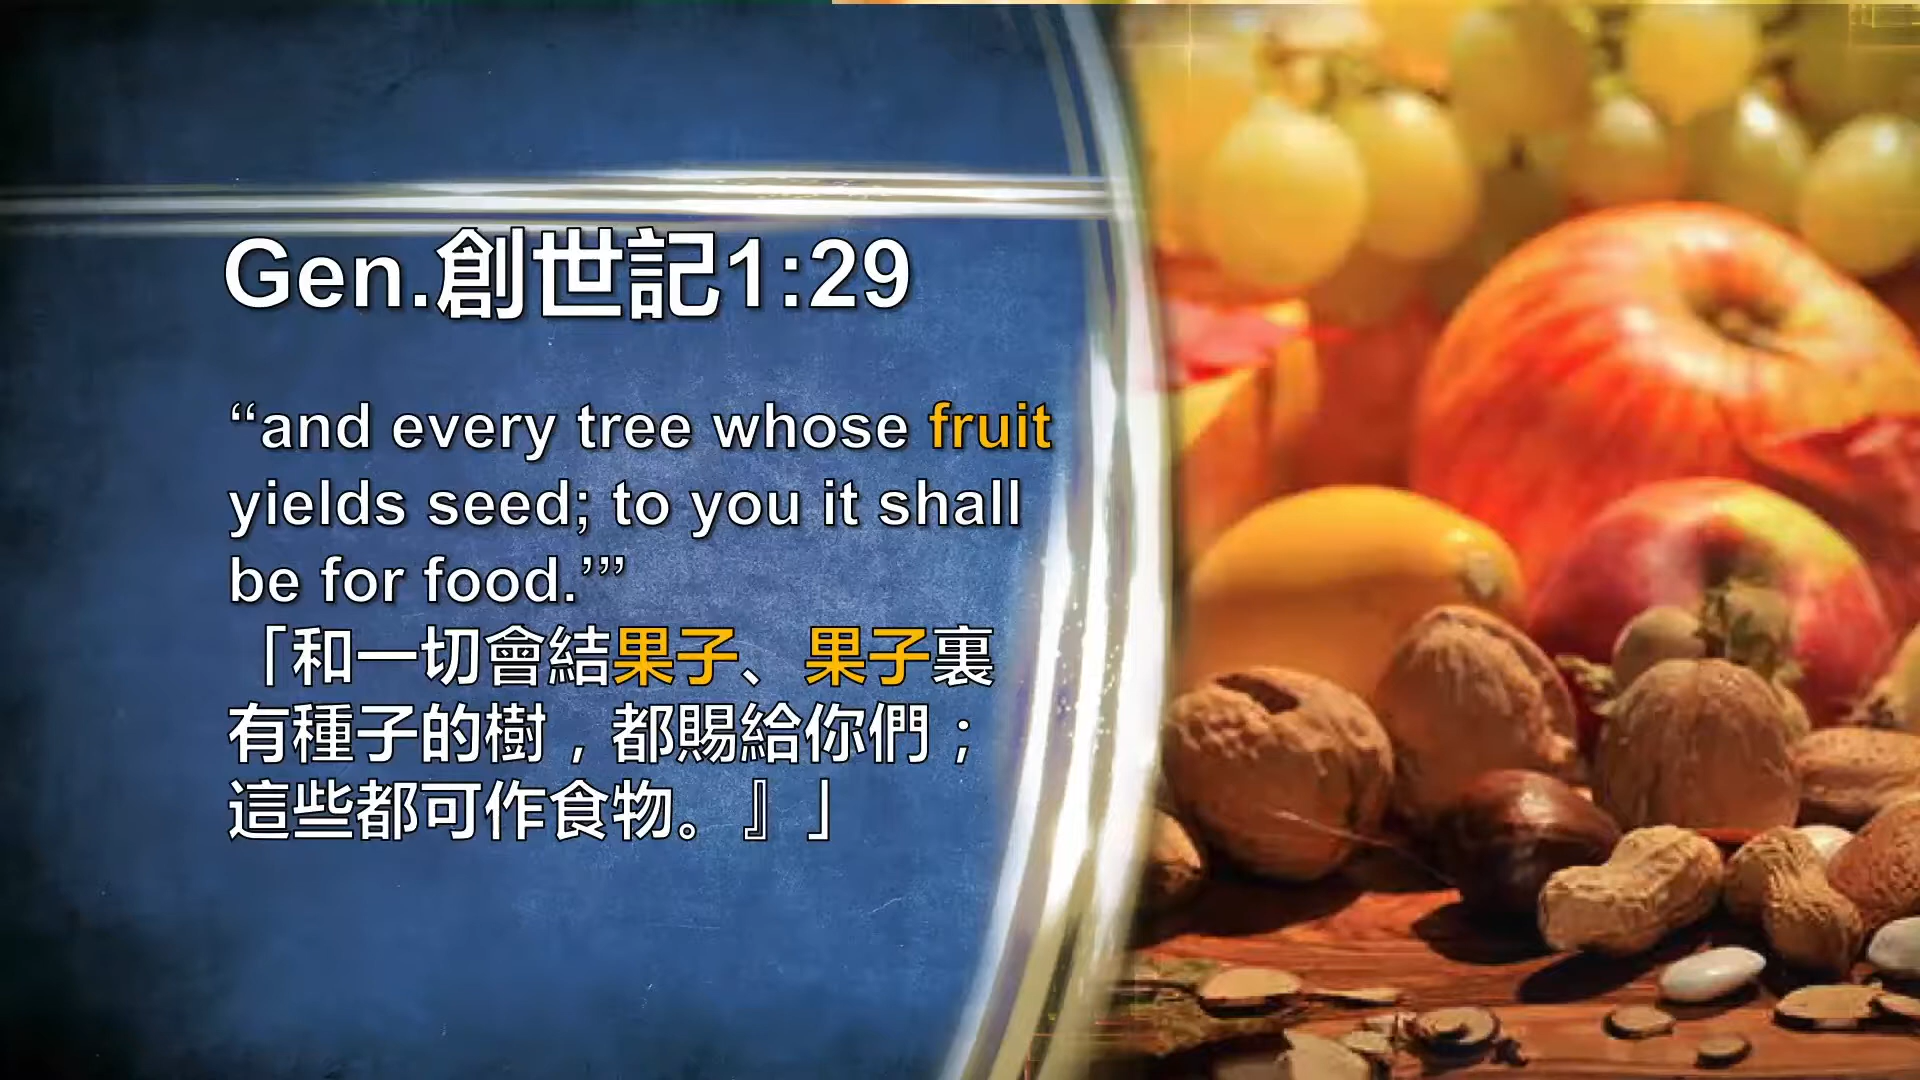 Gen.創世記1:29
“and every tree whose fruit
yields seed; to you it shall
be for food.’”
「和一切會結果子、果子裏
有種子的樹，都賜給你們；
這些都可作食物。』」